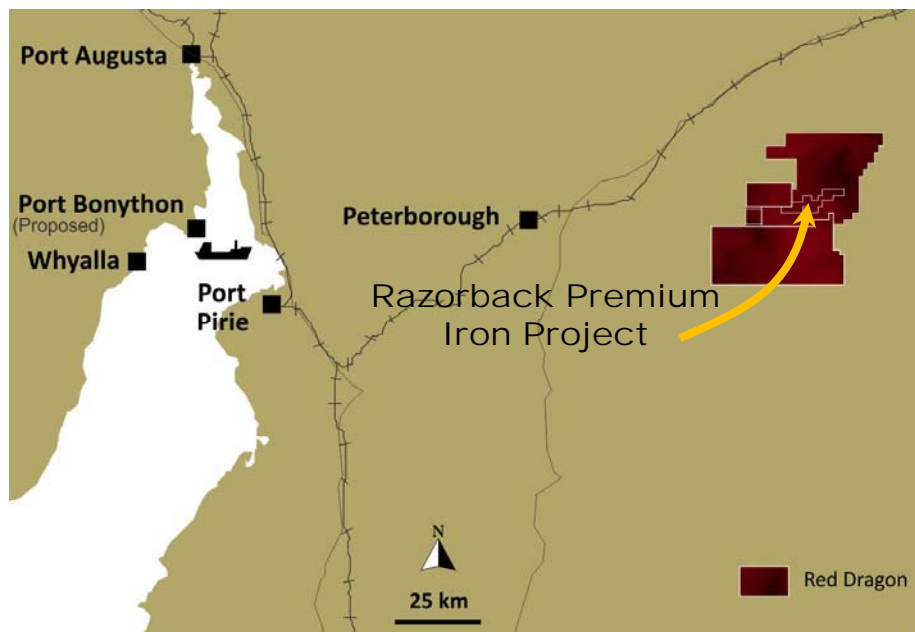 Port Augusta
Port Bonython
(Proposed)
Whyalla
Port
Pirie
Peterborough
Razorback Premium
Iron Project
N
25 km
Red Dragon